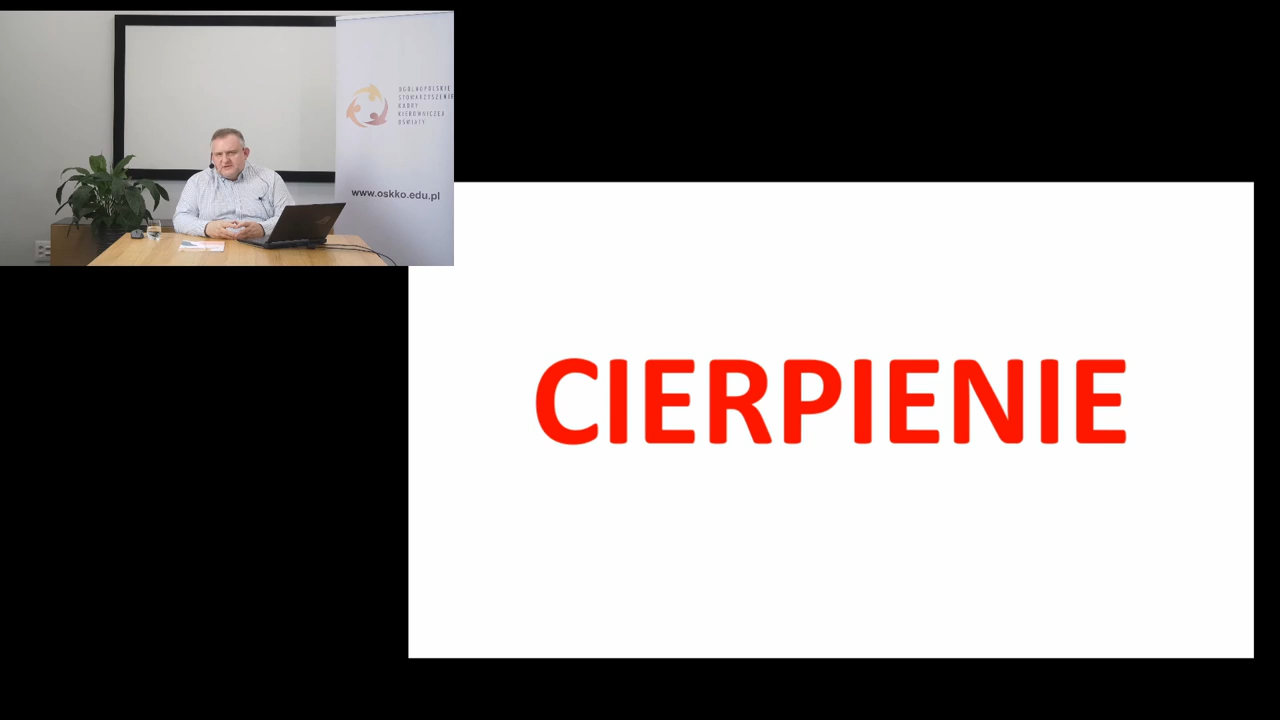 OGÓLNOPOLSKIE
STOWARZYSZENIE
KADRY
KIEROWNICZEJ
OŚWIATY
www.oskko.edu.pl
CIERPIENIE